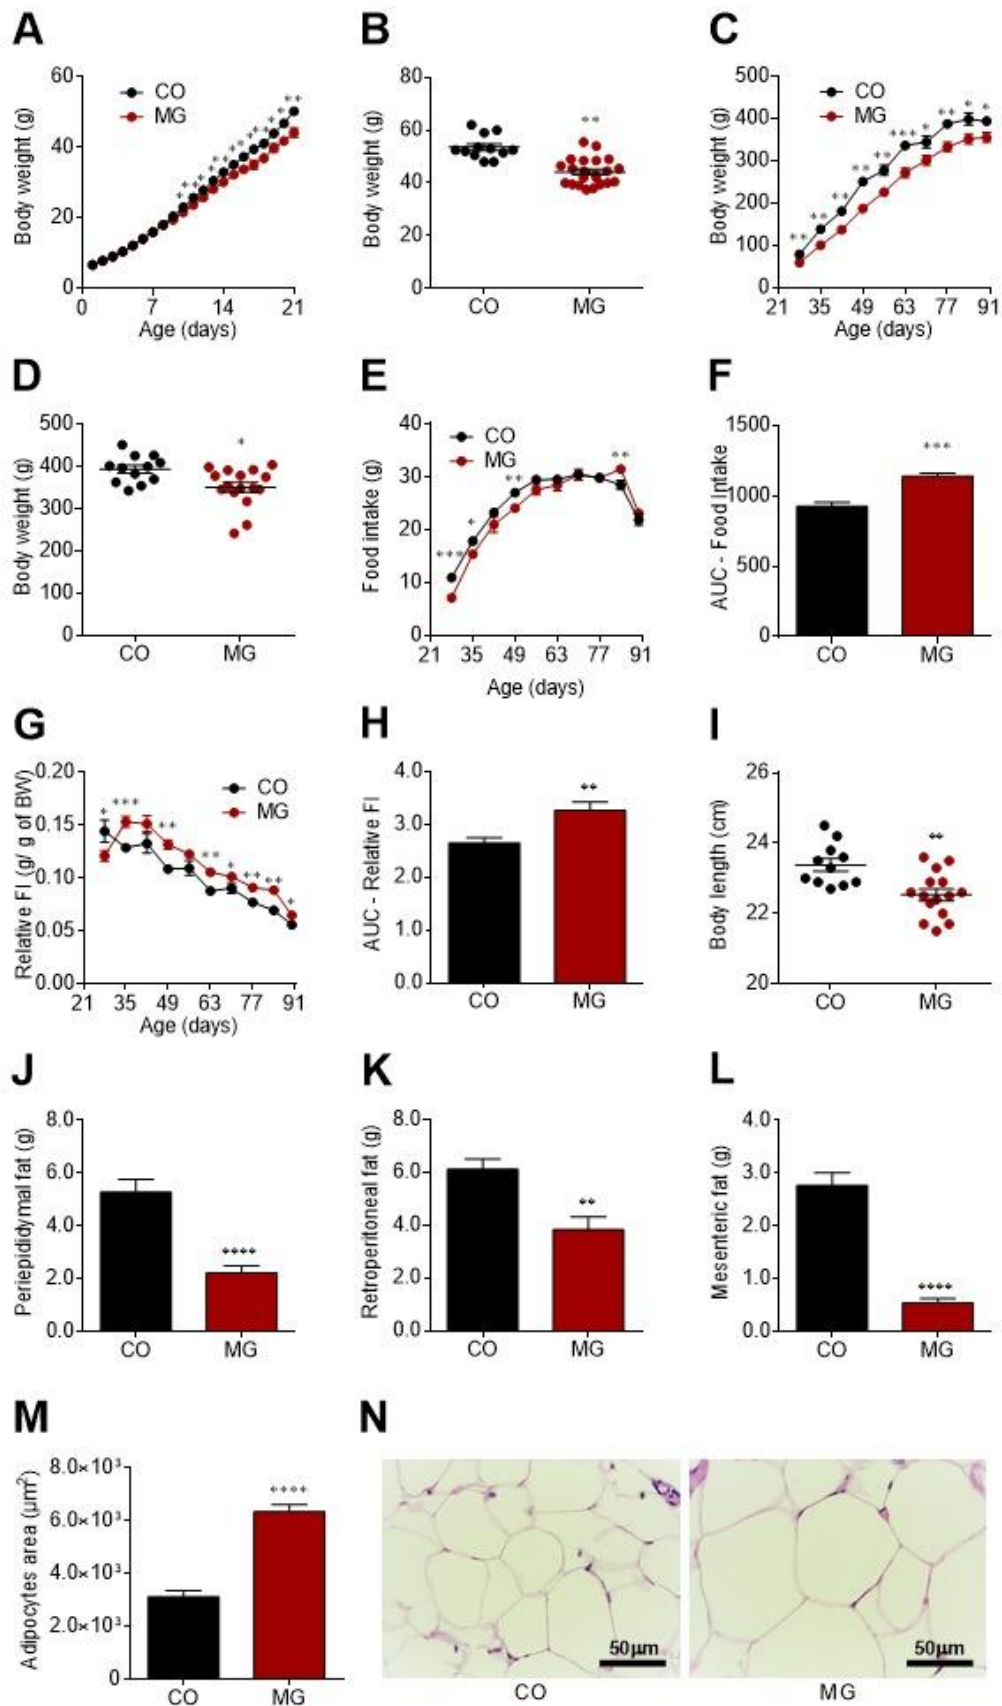 A
B
C
Body weight (g)
60
40
20
0
CO
MG
** ** ** ** ** **
0 7 14 21
Age (days)
Body weight (g)
80
60
40
20
0
**
CO MG
Body weight (g)
500
400
300
200
100
0
CO
MG
** ** ** ** ** *** * ** * *
21 35 49 63 77 91
Age (days)
D
E
F
Body weight (g)
500
400
300
200
100
0
*
CO MG
Food intake (g)
40
30
20
10
0
CO
MG
*** * ** **
21 35 49 63 77 91
Age (days)
AUC - Food Intake
1500
1000
500
0
***
CO MG
G
H
I
Relative FI (g/ g of BW)
0.20
0.15
0.10
0.05
0.00
CO
MG
* *** ** ** * ** ** *
21 35 49 63 77 91
Age (days)
AUC - Relative FI
4.0
3.0
2.0
1.0
0.0
**
CO MG
Body length (cm)
26
24
22
20
**
CO MG
J
K
L
Periepididymal fat (g)
8.0
6.0
4.0
2.0
0.0
****
CO MG
Retroperitoneal fat (g)
8.0
6.0
4.0
2.0
0.0
**
CO MG
Mesenteric fat (g)
4.0
3.0
2.0
1.0
0.0
****
CO MG
M
N
Adipocytes area (µm²)
8.0×10³
6.0×10³
4.0×10³
2.0×10³
0
****
CO MG
50µm
50µm
CO
MG